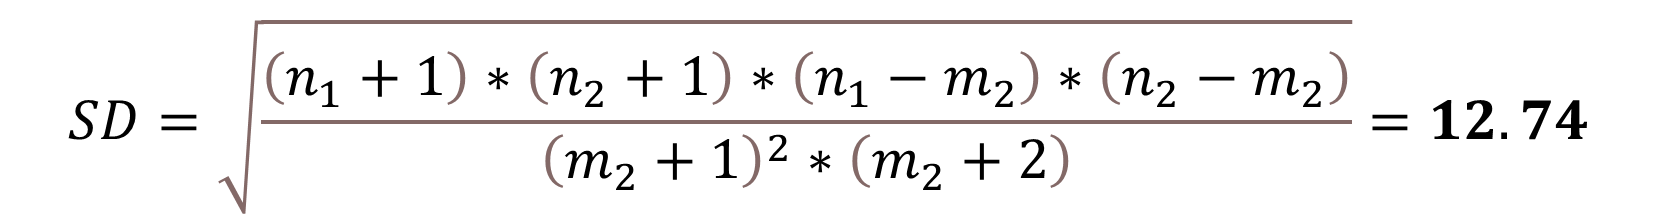 SD = √((n₁ + 1) * (n₂ + 1) * (n₁ − m₂) * (n₂ − m₂) / (m₂ + 1)² * (m₂ + 2)) = 12.74